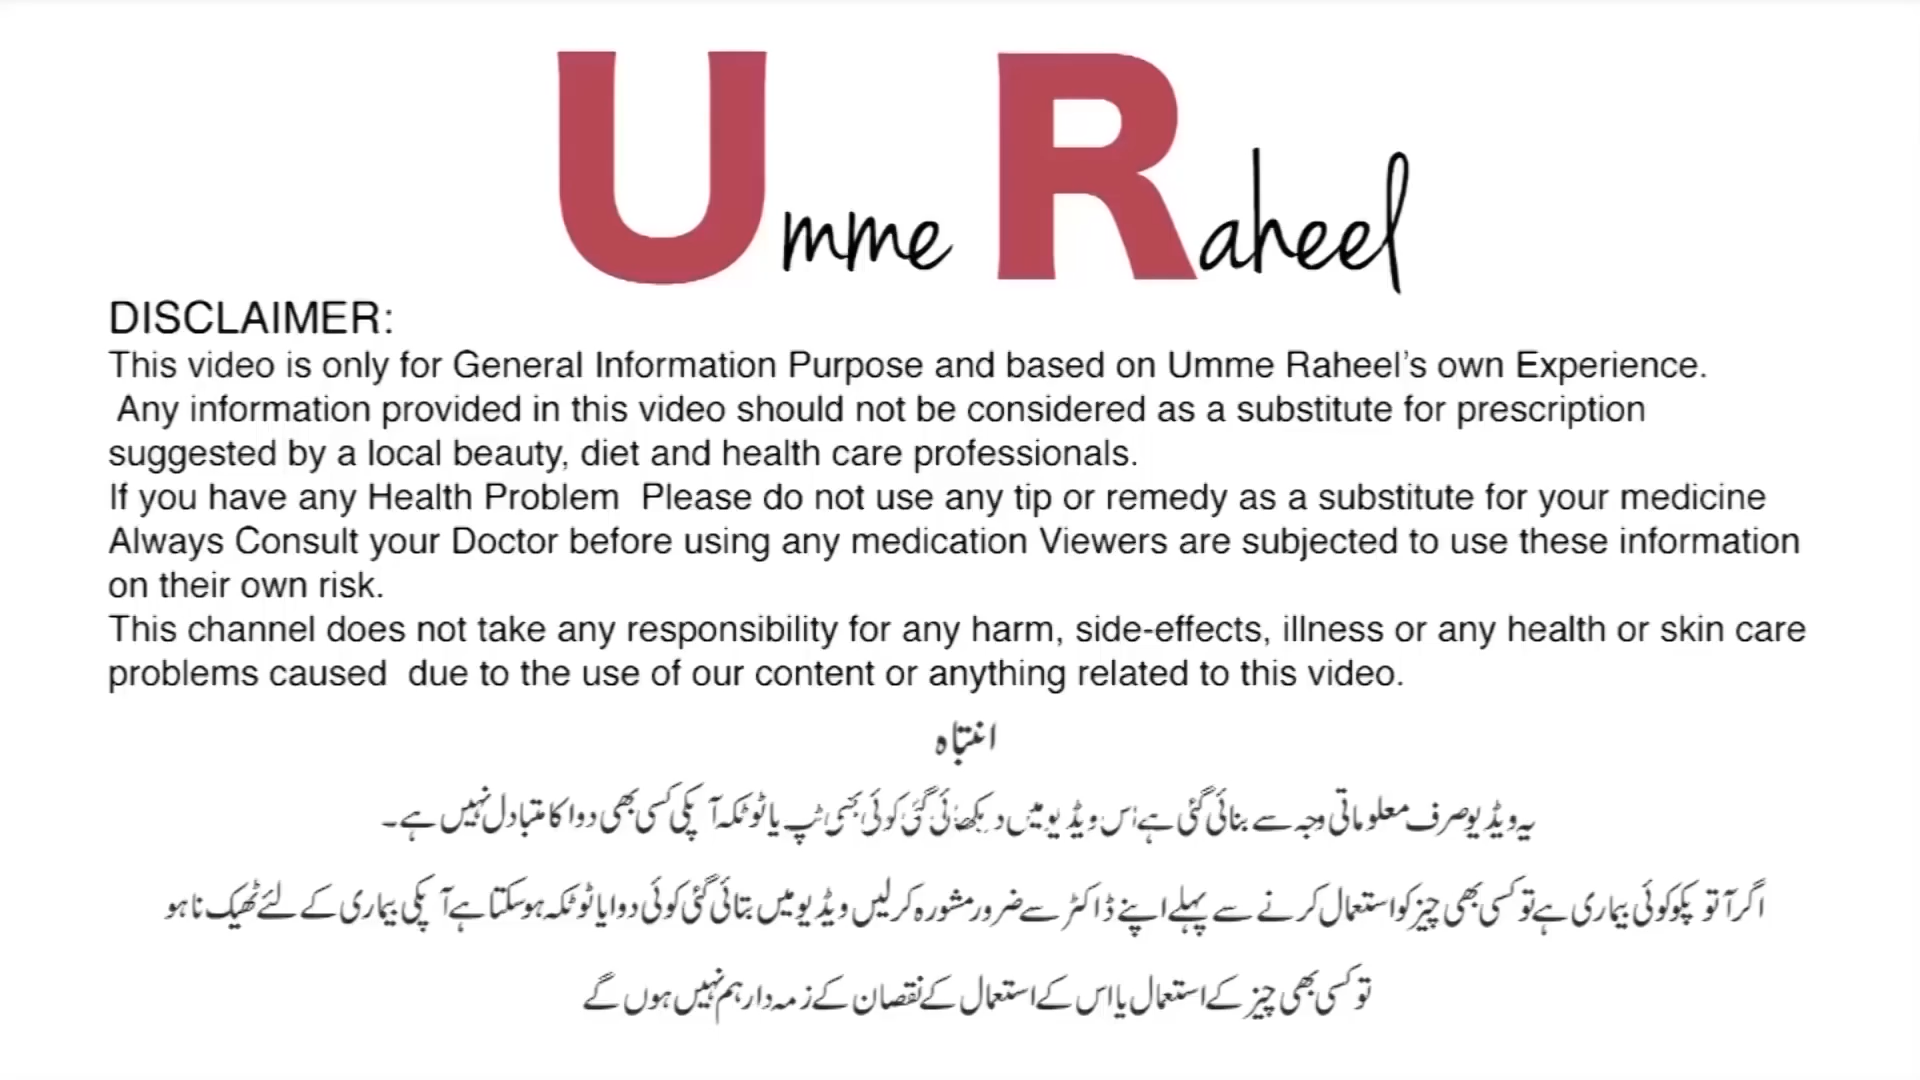 Umme Raheel
DISCLAIMER:
This video is only for General Information Purpose and based on Umme Raheel’s own Experience.
Any information provided in this video should not be considered as a substitute for prescription
suggested by a local beauty, diet and health care professionals.
If you have any Health Problem  Please do not use any tip or remedy as a substitute for your medicine
Always Consult your Doctor before using any medication Viewers are subjected to use these information
on their own risk.
This channel does not take any responsibility for any harm, side-effects, illness or any health or skin care
problems caused  due to the use of our content or anything related to this video.
انتباہ
یہ ویڈیو صرف معلوماتی وجہ سے بنائی گئی ہے اس ویڈیو میں دیکھائی گئی کوئی بھی ٹپ یا ٹوٹکہ آپکی کسی بھی دوا کا متبادل نہیں ہے۔
اگر آ تو پکو کوئی بیماری ہے تو کسی بھی چیز کو استعمال کرنے سے پہلے اپنے ڈاکٹر سے ضرور مشورہ کرلیں ویڈیو میں بتائی گئی کوئی دوا یا ٹوٹکہ ہوسکتا ہے آپکی بیماری کے لئے ٹھیک نا ہو
تو کسی بھی چیز کے استعمال یا اس کے استعمال کے نقصان کے زمہ دار ہم نہیں ہوں گے